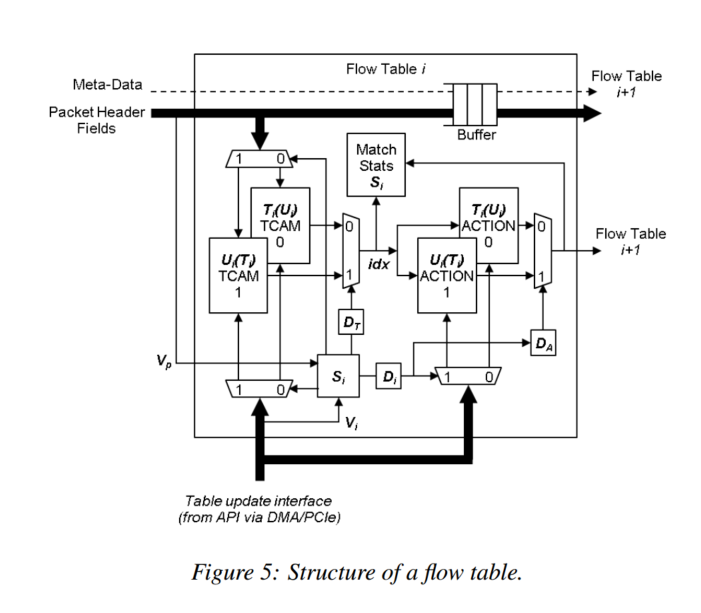 Flow Table i
Meta-Data
Flow Table
i+1
Packet Header
Fields
Buffer
1 0
Match
Stats
S_i
T_i(U_i)
TCAM
0
U_i(T_i)
TCAM
1
0
1
idx
T_i(U_i)
ACTION
0
U_i(T_i)
ACTION
1
0
1
Flow Table
i+1
D_T
D_A
V_p
S_i
D_i
1 0
1 0
V_i
Table update interface
(from API via DMA/PCIe)
Figure 5: Structure of a flow table.